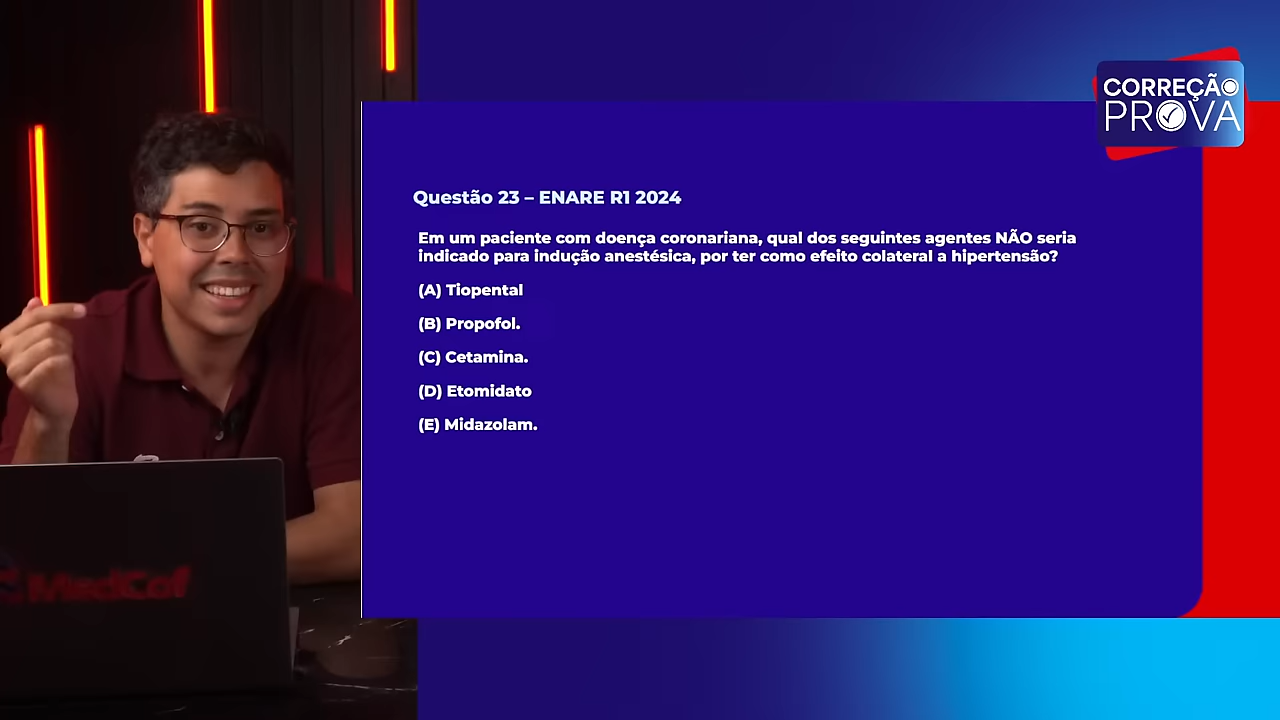 CORREÇÃO
PROVA
Questão 23 – ENARE R1 2024
Em um paciente com doença coronariana, qual dos seguintes agentes NÃO seria
indicado para indução anestésica, por ter como efeito colateral a hipertensão?
(A) Tiopental
(B) Propofol.
(C) Cetamina.
(D) Etomidato
(E) Midazolam.
MedCof